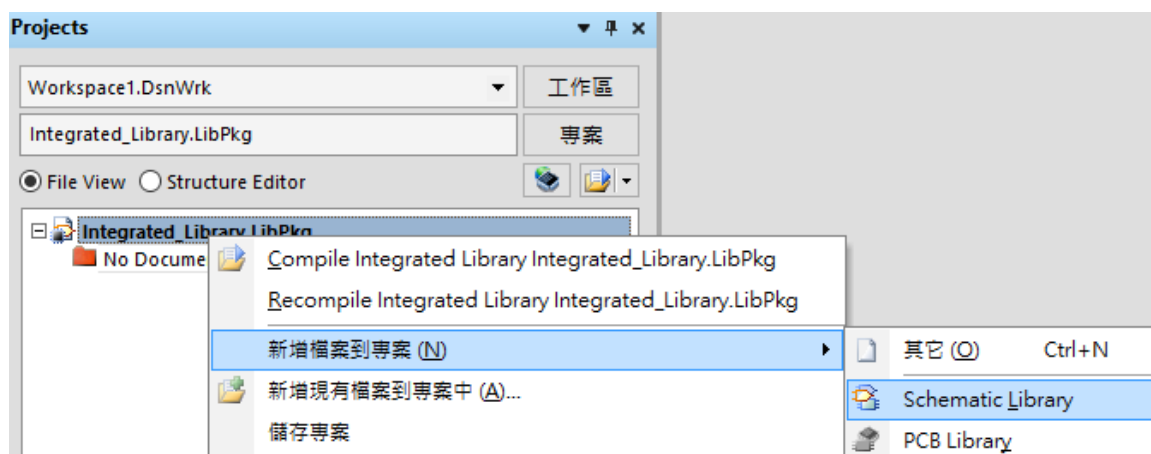 Projects
Workspace1.DsnWrk
工作區
Integrated_Library.LibPkg
專案
File View Structure Editor
Integrated_Library.LibPkg
No Docume
Compile Integrated Library Integrated_Library.LibPkg
Recompile Integrated Library Integrated_Library.LibPkg
新增檔案到專案 (N)
新增現有檔案到專案中 (A)...
儲存專案
其它 (O) Ctrl+N
Schematic Library
PCB Library